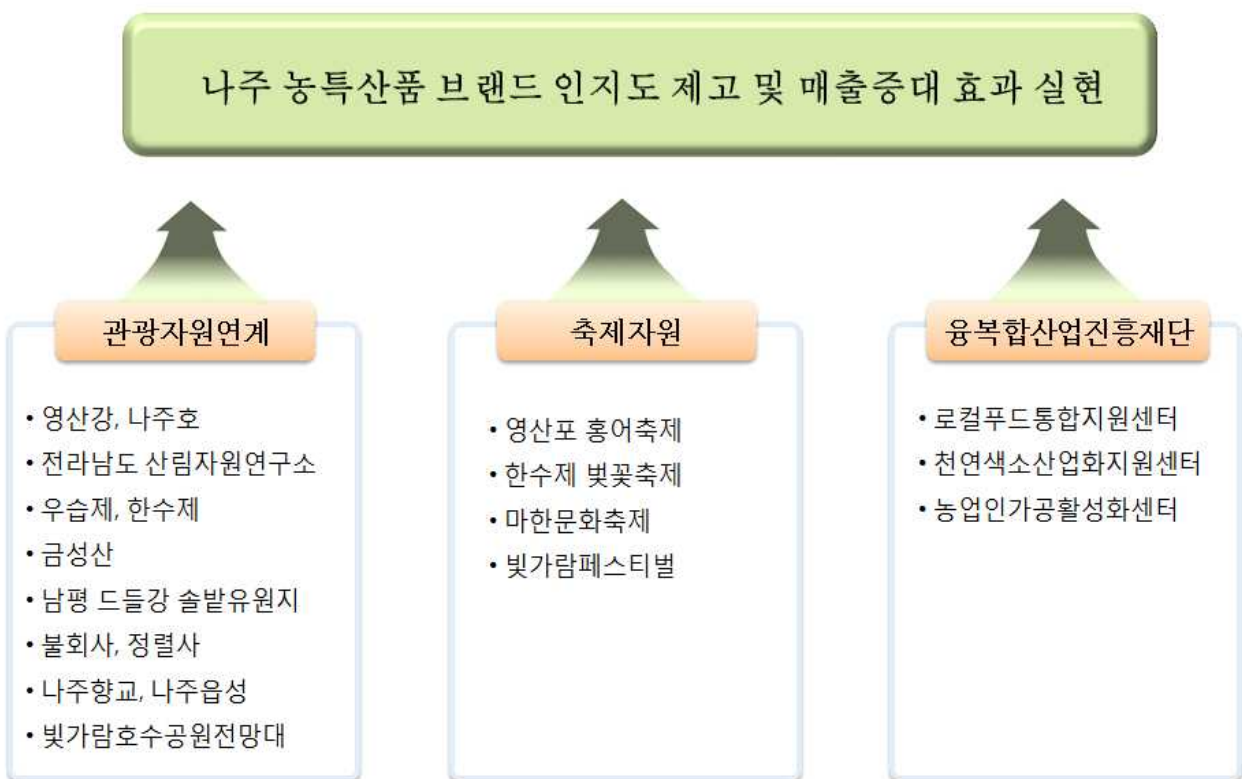 나주 농특산품 브랜드 인지도 제고 및 매출증대 효과 실현
관광자원연계
• 영산강, 나주호
• 전라남도 산림자원연구소
• 우습제, 한수제
• 금성산
• 남평 드들강 솔밭유원지
• 불회사, 정렬사
• 나주향교, 나주읍성
• 빛가람호수공원전망대
축제자원
• 영산포 홍어축제
• 한수제 벚꽃축제
• 마한문화축제
• 빛가람페스티벌
융복합산업진흥재단
• 로컬푸드통합지원센터
• 천연색소산업화지원센터
• 농업인가공활성화센터